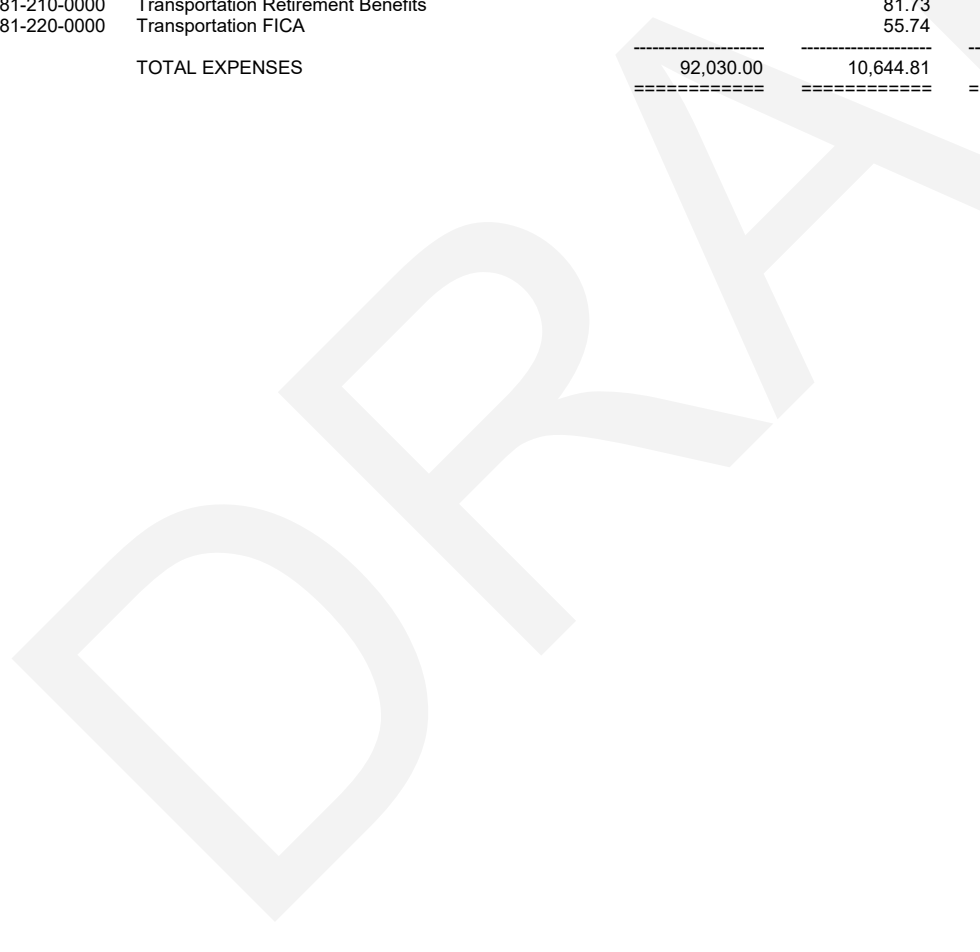 81-210-0000 Transportation Retirement Benefits 81.73
81-220-0000 Transportation FICA 55.74
--------------------- --------------------- --
TOTAL EXPENSES 92,030.00 10,644.81
============ ============ =
DRA